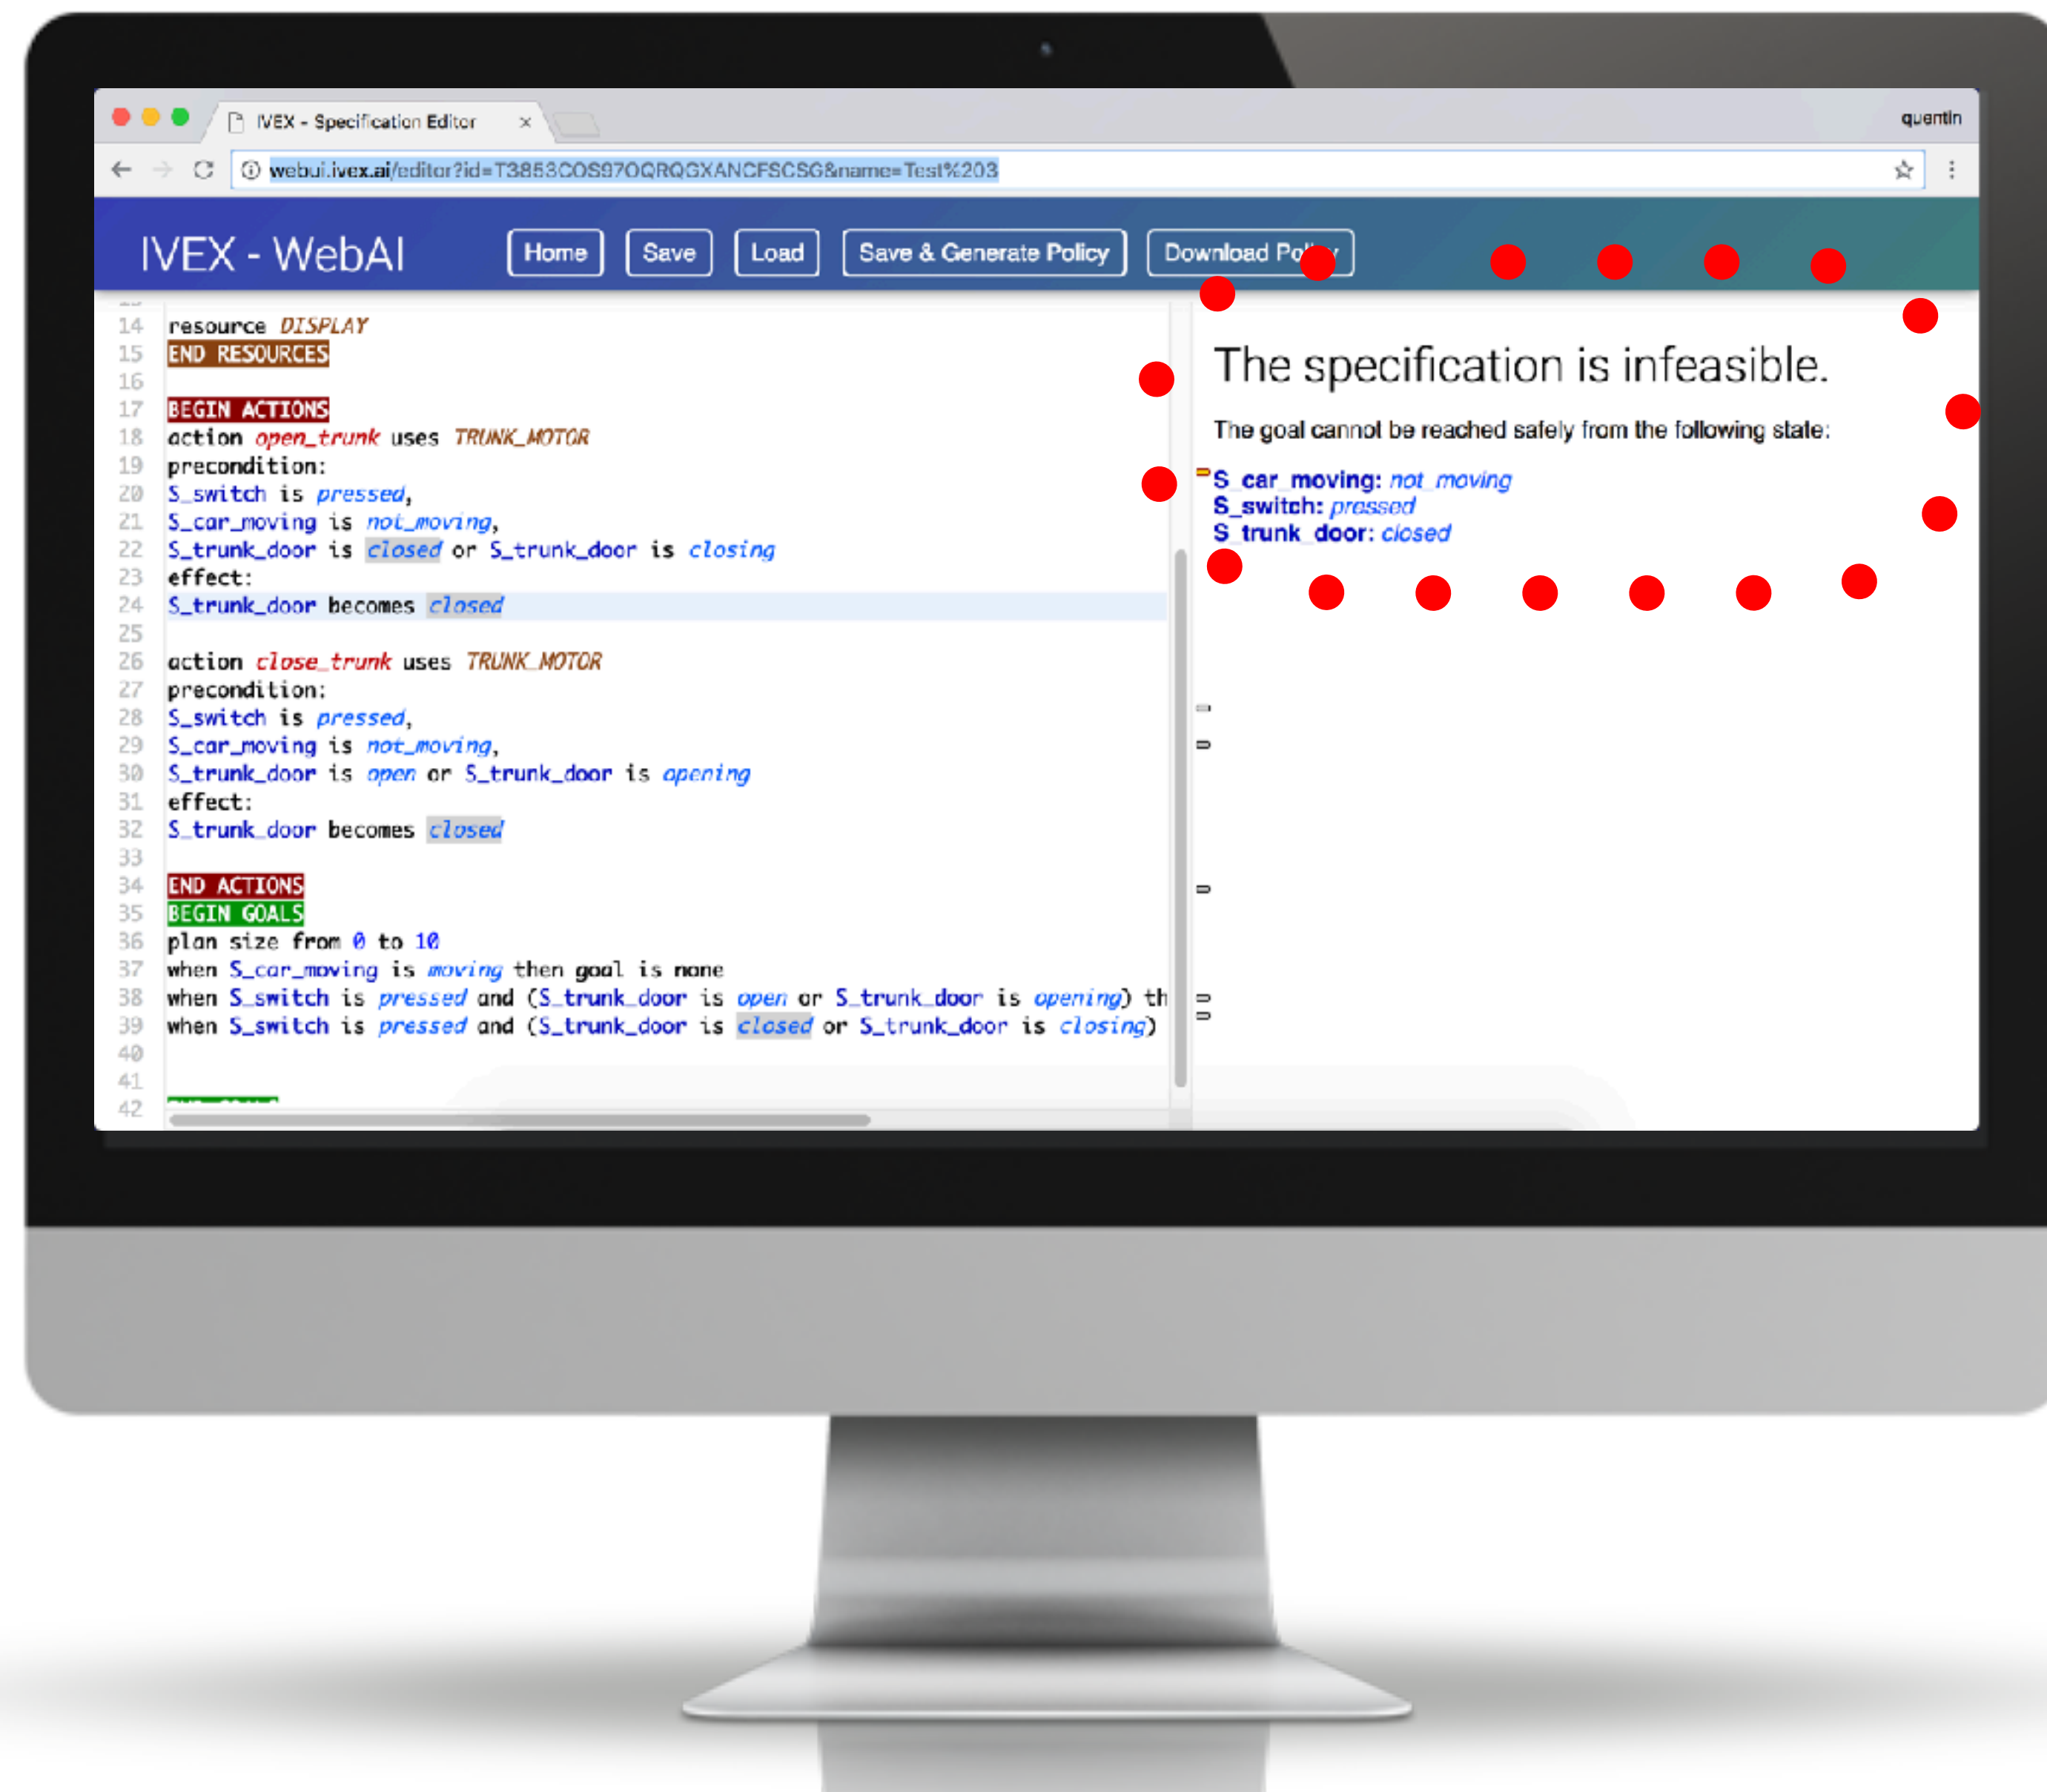 IVEX - Specification Editor
quentin
webui.ivex.ai/editor?id=T3853COS97OQRQGXANCFSCSG&name=Test%203
IVEX - WebAI
Home
Save
Load
Save & Generate Policy
Download Policy
14 resource DISPLAY
15 END RESOURCES
16
17 BEGIN ACTIONS
18 action open_trunk uses TRUNK_MOTOR
19 precondition:
20 S_switch is pressed,
21 S_car_moving is not_moving,
22 S_trunk_door is closed or S_trunk_door is closing
23 effect:
24 S_trunk_door becomes closed
25
26 action close_trunk uses TRUNK_MOTOR
27 precondition:
28 S_switch is pressed,
29 S_car_moving is not_moving,
30 S_trunk_door is open or S_trunk_door is opening
31 effect:
32 S_trunk_door becomes closed
33
34 END ACTIONS
35 BEGIN GOALS
36 plan size from 0 to 10
37 when S_car_moving is moving then goal is none
38 when S_switch is pressed and (S_trunk_door is open or S_trunk_door is opening) th
39 when S_switch is pressed and (S_trunk_door is closed or S_trunk_door is closing)
40
41
42
The specification is infeasible.
The goal cannot be reached safely from the following state:
S_car_moving: not_moving
S_switch: pressed
S_trunk_door: closed